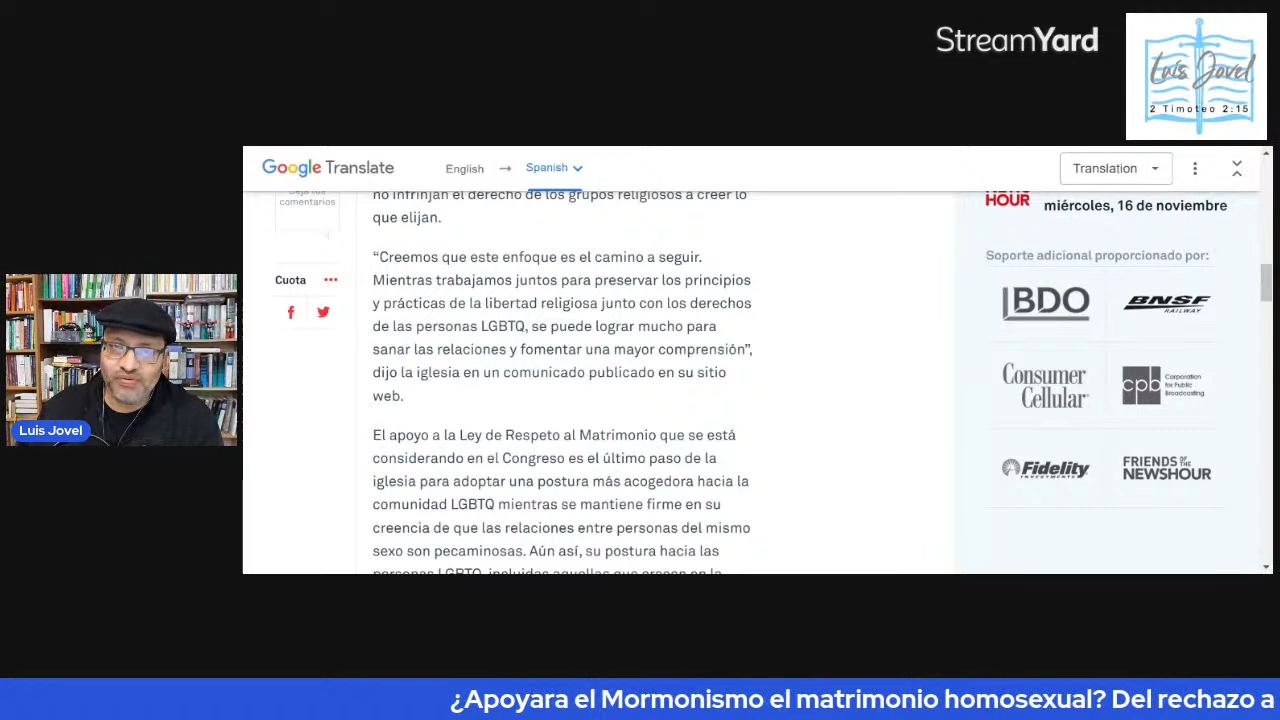 StreamYard
Luis Jovel
2 Timoteo 2:15
Google Translate
English → Spanish
Translation
comentarios
Cuota
no infrinjan el derecho de los grupos religiosos a creer lo
que elijan.
“Creemos que este enfoque es el camino a seguir.
Mientras trabajamos juntos para preservar los principios
y prácticas de la libertad religiosa junto con los derechos
de las personas LGBTQ, se puede lograr mucho para
sanar las relaciones y fomentar una mayor comprensión”,
dijo la iglesia en un comunicado publicado en su sitio
web.
El apoyo a la Ley de Respeto al Matrimonio que se está
considerando en el Congreso es el último paso de la
iglesia para adoptar una postura más acogedora hacia la
comunidad LGBTQ mientras se mantiene firme en su
creencia de que las relaciones entre personas del mismo
sexo son pecaminosas. Aún así, su postura hacia las
HOUR
miércoles, 16 de noviembre
Soporte adicional proporcionado por:
BDO
BNSF
RAILWAY
Consumer
Cellular
cpb
Corporation
for Public
Broadcasting
Fidelity
INVESTMENTS
FRIENDS OF THE
NEWSHOUR
Luis Jovel
¿Apoyara el Mormonismo el matrimonio homosexual? Del rechazo a